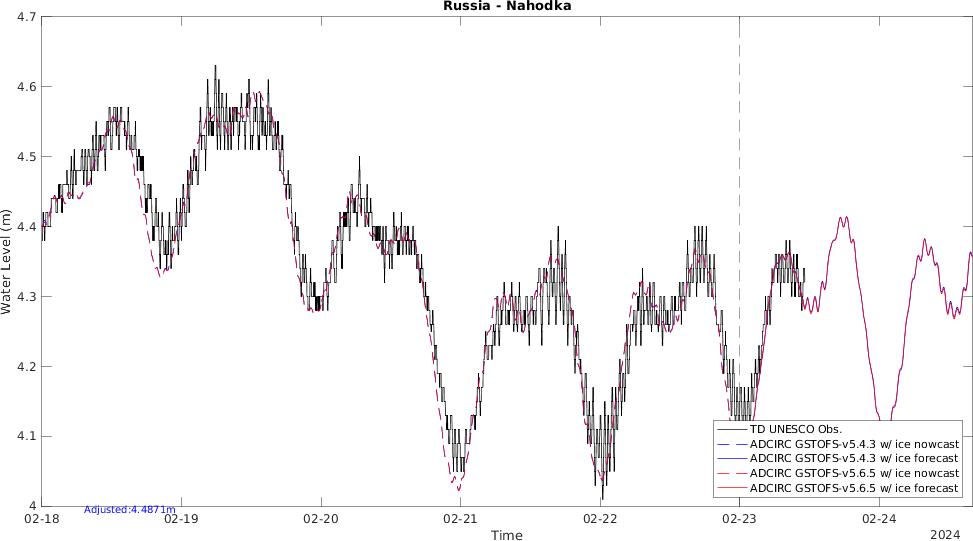 Russia - Nahodka
4.7
4.6
4.5
4.4
4.3
4.2
4.1
4
Water Level (m)
TD UNESCO Obs.
ADCIRC GSTOFS-v5.4.3 w/ ice nowcast
ADCIRC GSTOFS-v5.4.3 w/ ice forecast
ADCIRC GSTOFS-v5.6.5 w/ ice nowcast
ADCIRC GSTOFS-v5.6.5 w/ ice forecast
Adjusted:4.4871m
02-18 02-19 02-20 02-21 02-22 02-23 02-24
Time
2024